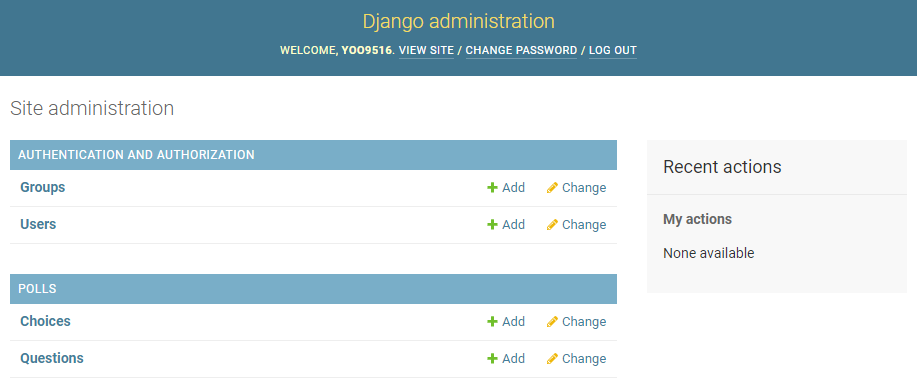 Django administration
WELCOME, YOO9516. VIEW SITE / CHANGE PASSWORD / LOG OUT
Site administration
AUTHENTICATION AND AUTHORIZATION
Groups Add Change
Users Add Change
POLLS
Choices Add Change
Questions Add Change
Recent actions
My actions
None available